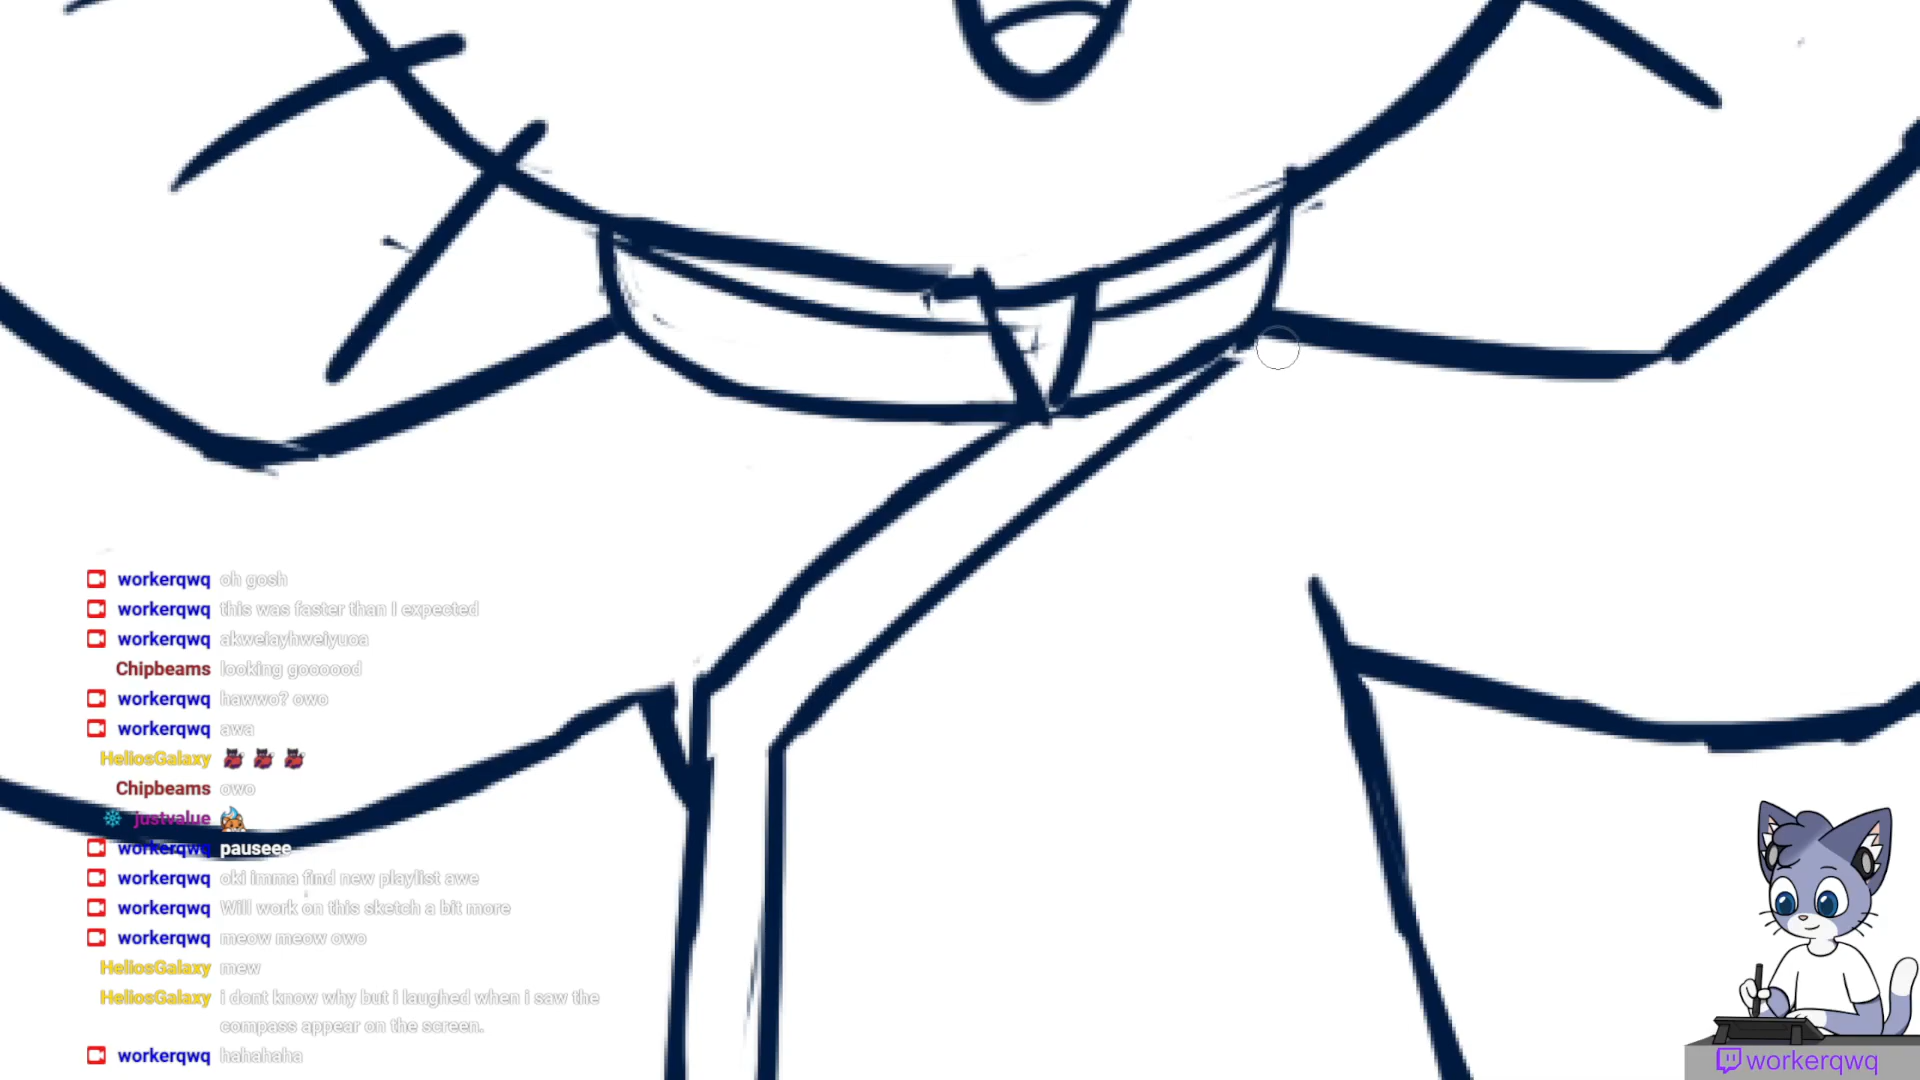 workerqwq oh gosh
workerqwq this was faster than I expected
workerqwq akwelayhweiyuoa
Chipbeams looking goooood
workerqwq hawwo? owo
workerqwq awa
HeliosGalaxy
Chipbeams owo
justvalue
workerqwq pauseee
workerqwq oki imma find new playlist awe
workerqwq Will work on this sketch a bit more
workerqwq meow meow owo
HeliosGalaxy mew
HeliosGalaxy i dont know why but i laughed when i saw the
compass appear on the screen.
workerqwq hahahaha
workerqwq